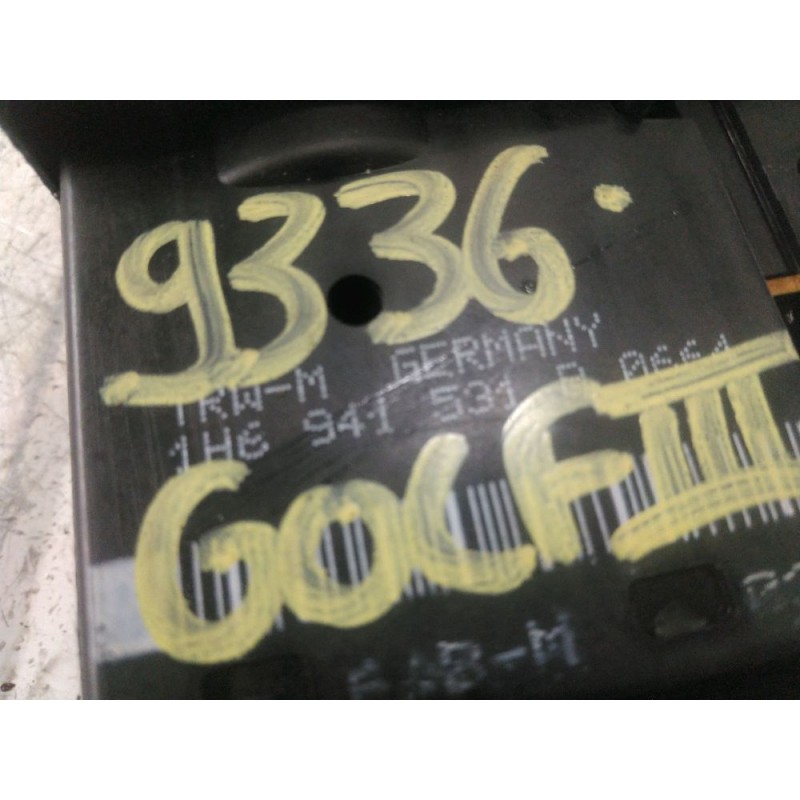 9336.
TRW-M GERMANY
1H6 941 531
GOLF III